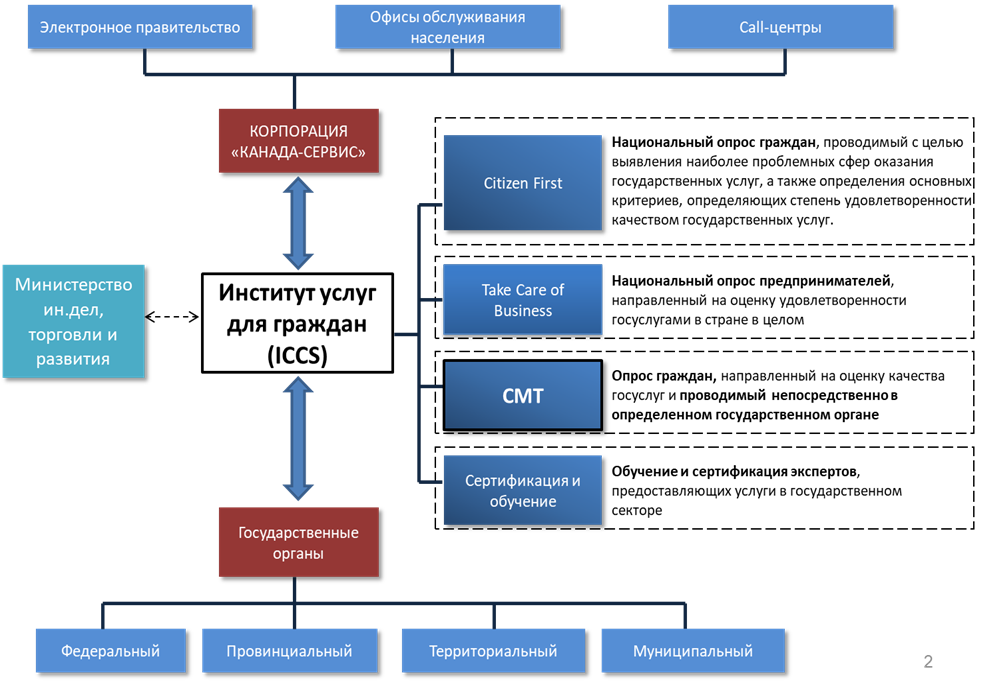 Электронное правительство
Офисы обслуживания
населения
Call-центры
КОРПОРАЦИЯ
«КАНАДА-СЕРВИС»
Citizen First
Национальный опрос граждан, проводимый с целью
выявления наиболее проблемных сфер оказания
государственных услуг, а также определения основных
критериев, определяющих степень удовлетворенности
качеством государственных услуг.
Министерство
ин.дел,
торговли и
развития
Институт услуг
для граждан
(ICCS)
Take Care of
Business
Национальный опрос предпринимателей,
направленный на оценку удовлетворенности
госуслугами в стране в целом
CMT
Опрос граждан, направленный на оценку качества
госуслуг и проводимый непосредственно в
определенном государственном органе
Сертификация и
обучение
Обучение и сертификация экспертов,
предоставляющих услуги в государственном
секторе
Государственные
органы
Федеральный
Провинциальный
Территориальный
Муниципальный
2